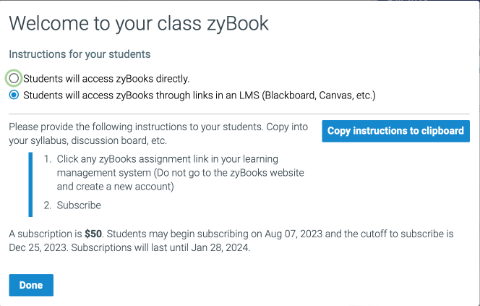 Welcome to your class zyBook
Instructions for your students
Students will access zyBooks directly.
Students will access zyBooks through links in an LMS (Blackboard, Canvas, etc.)
Please provide the following instructions to your students. Copy into
your syllabus, discussion board, etc.
Copy instructions to clipboard
1. Click any zyBooks assignment link in your learning
management system (Do not go to the zyBooks website
and create a new account)
2. Subscribe
A subscription is $50. Students may begin subscribing on Aug 07, 2023 and the cutoff to subscribe is
Dec 25, 2023. Subscriptions will last until Jan 28, 2024.
Done